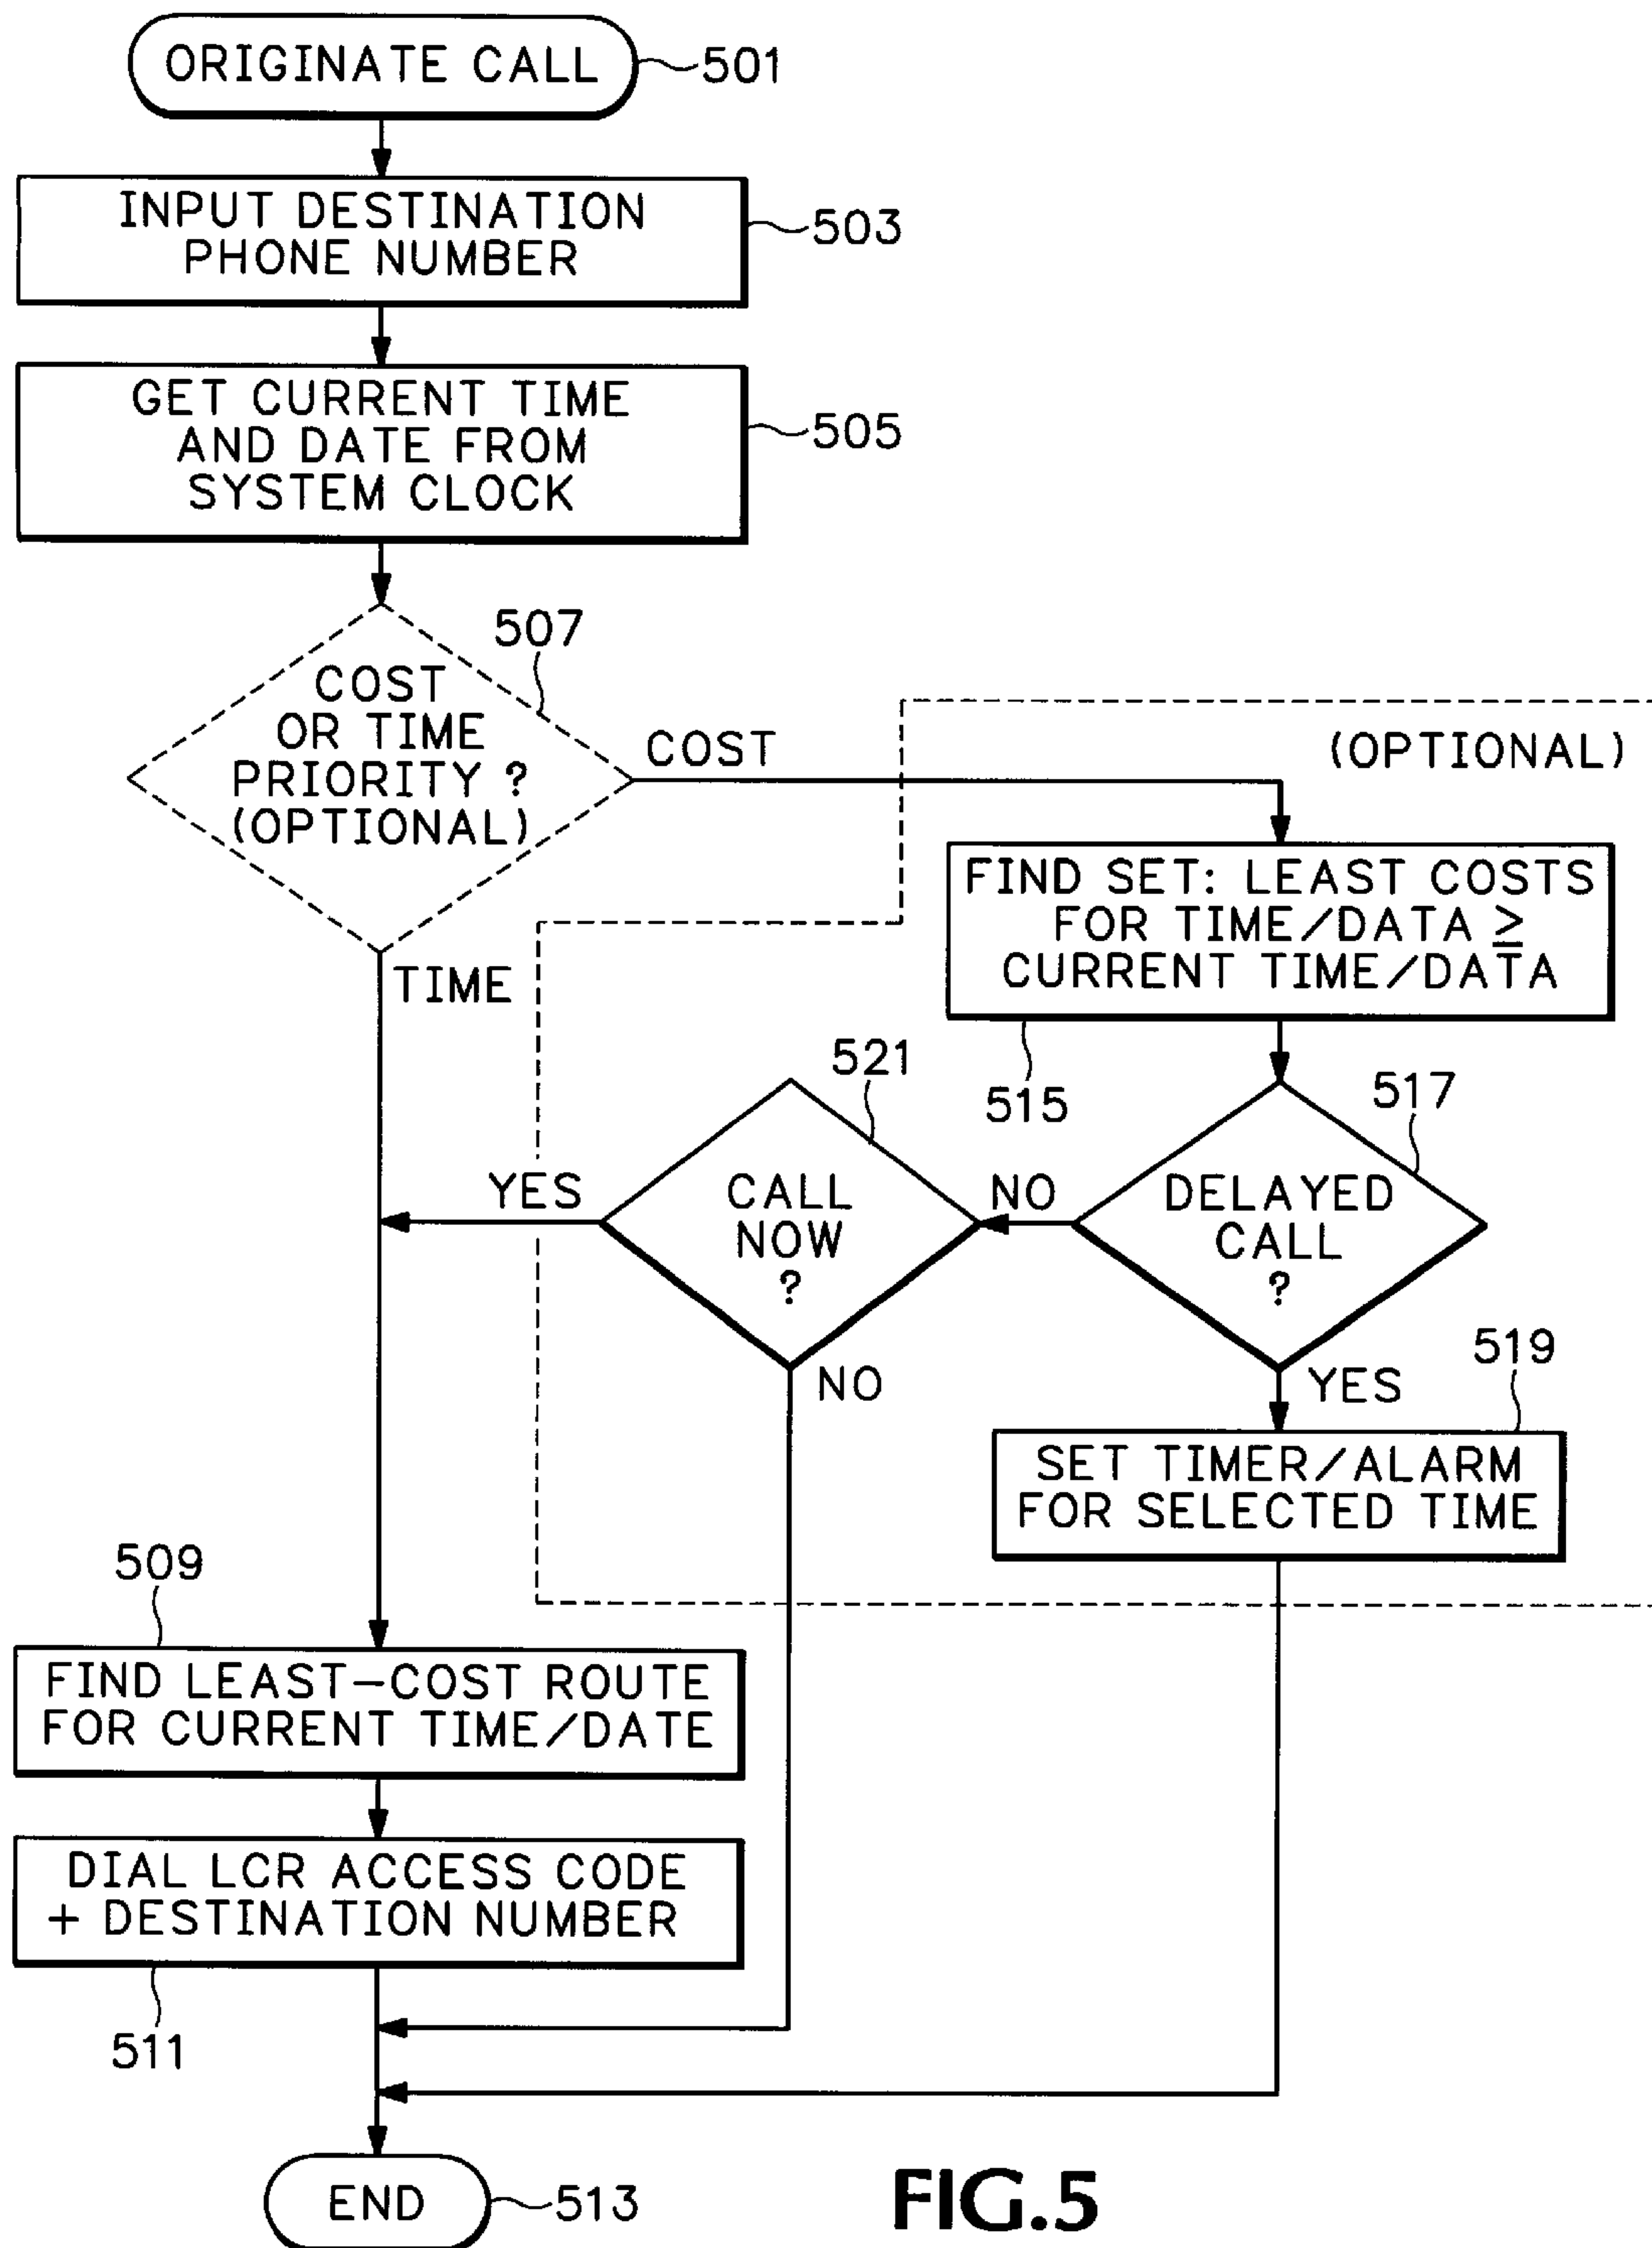 ORIGINATE CALL
501
INPUT DESTINATION
PHONE NUMBER
503
GET CURRENT TIME
AND DATE FROM
SYSTEM CLOCK
505
507
COST
OR TIME
PRIORITY ?
(OPTIONAL)
COST
(OPTIONAL)
FIND SET: LEAST COSTS
FOR TIME/DATA ≥
CURRENT TIME/DATA
515
TIME
521
517
YES
CALL
NOW
?
NO
DELAYED
CALL
?
NO
YES
519
SET TIMER/ALARM
FOR SELECTED TIME
509
FIND LEAST-COST ROUTE
FOR CURRENT TIME/DATE
DIAL LCR ACCESS CODE
+ DESTINATION NUMBER
511
END
513
FIG.5